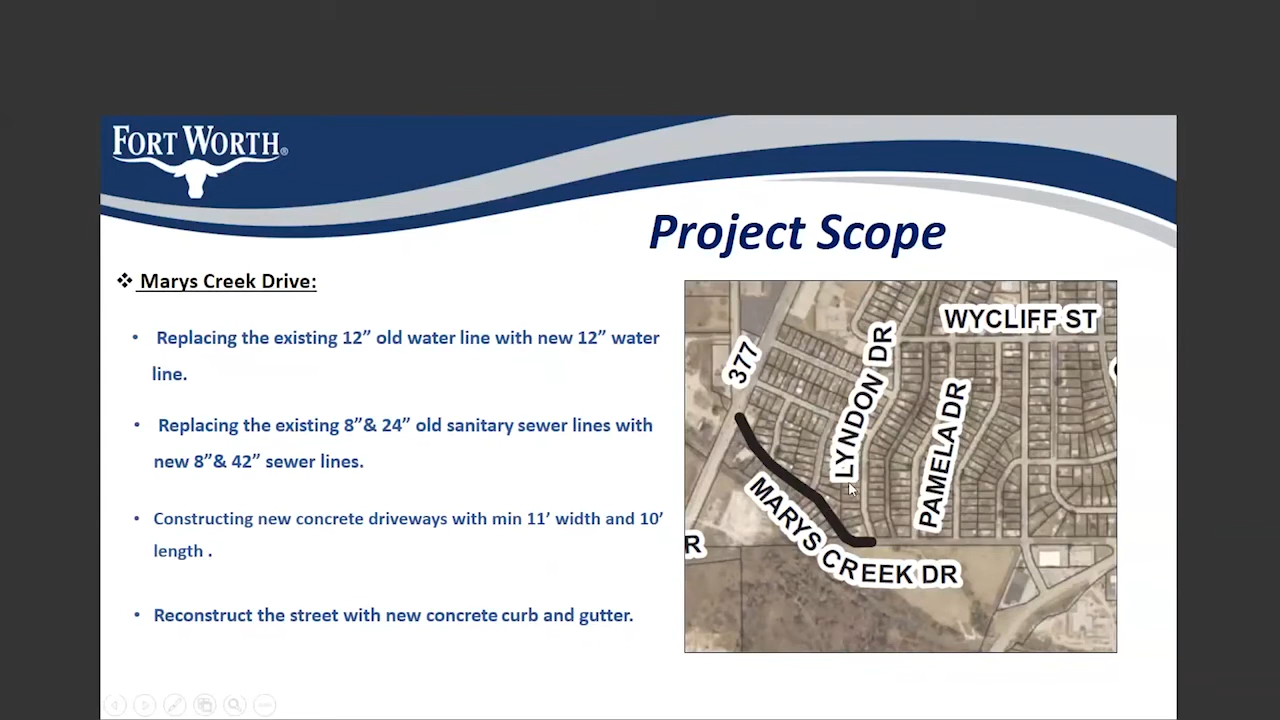 FORT WORTH®
Project Scope
❖ Marys Creek Drive:
• Replacing the existing 12” old water line with new 12” water
line.
• Replacing the existing 8”& 24” old sanitary sewer lines with
new 8”& 42” sewer lines.
• Constructing new concrete driveways with min 11’ width and 10’
length .
• Reconstruct the street with new concrete curb and gutter.
WYCLIFF ST
377
LYNDON DR
PAMELA DR
MARYS CREEK DR
R